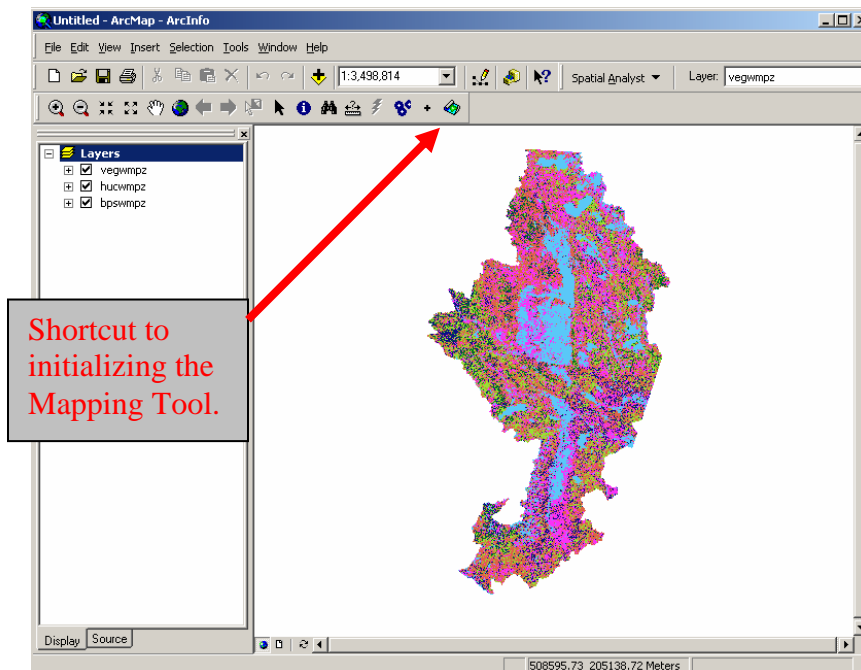 Untitled - ArcMap - ArcInfo
File Edit View Insert Selection Tools Window Help
1:3,498,814 Spatial Analyst Layer: vegwmpz
Layers
vegwmpz
hucwmpz
bpswmpz
Shortcut to
initializing the
Mapping Tool.
Display Source
508595.73 205138.72 Meters